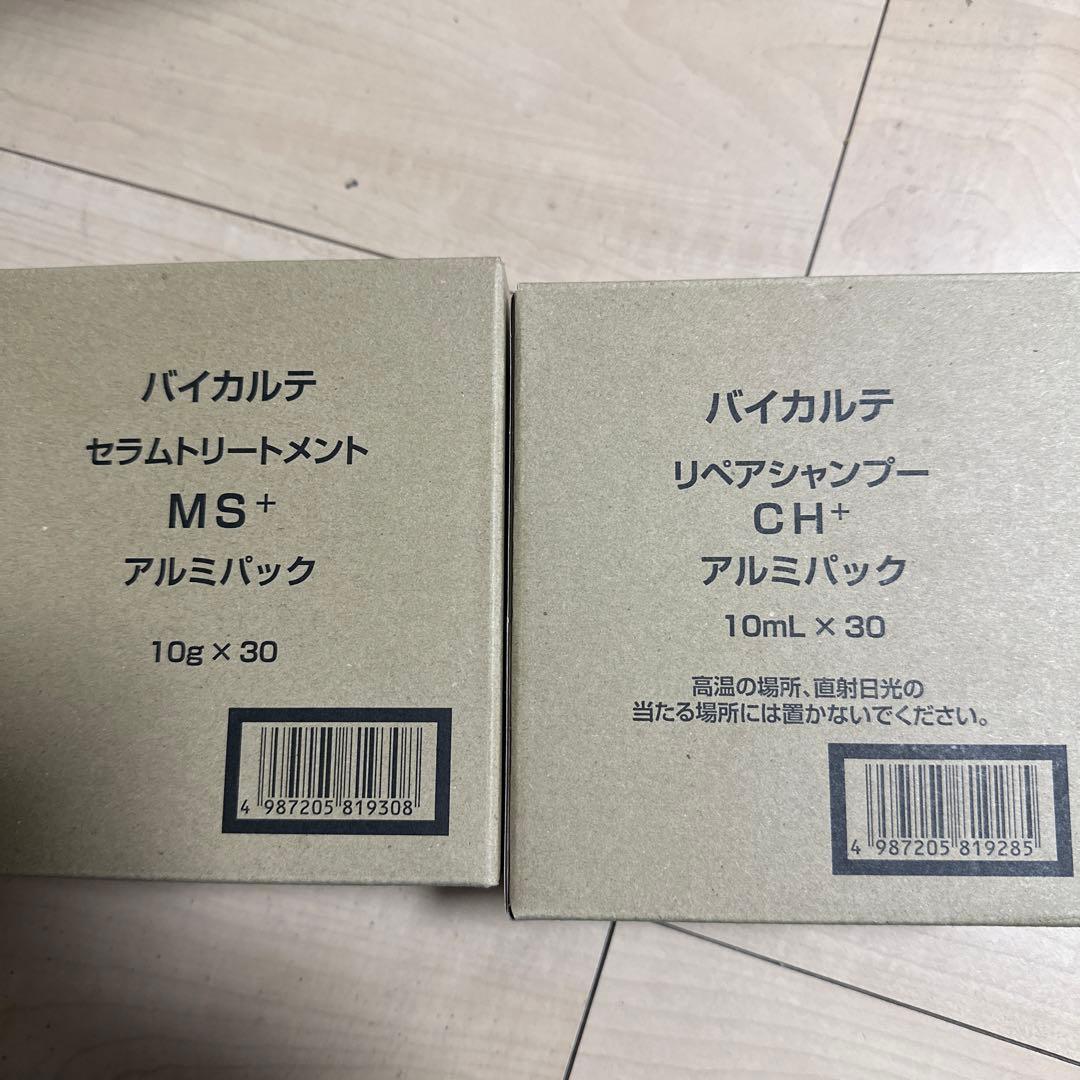 バイカルテ
セラムトリートメント
MS⁺
アルミパック
10g × 30
4 987205 819308
バイカルテ
リペアシャンプー
CH⁺
アルミパック
10mL × 30
高温の場所、直射日光の
当たる場所には置かないでください。
4 987205 819285